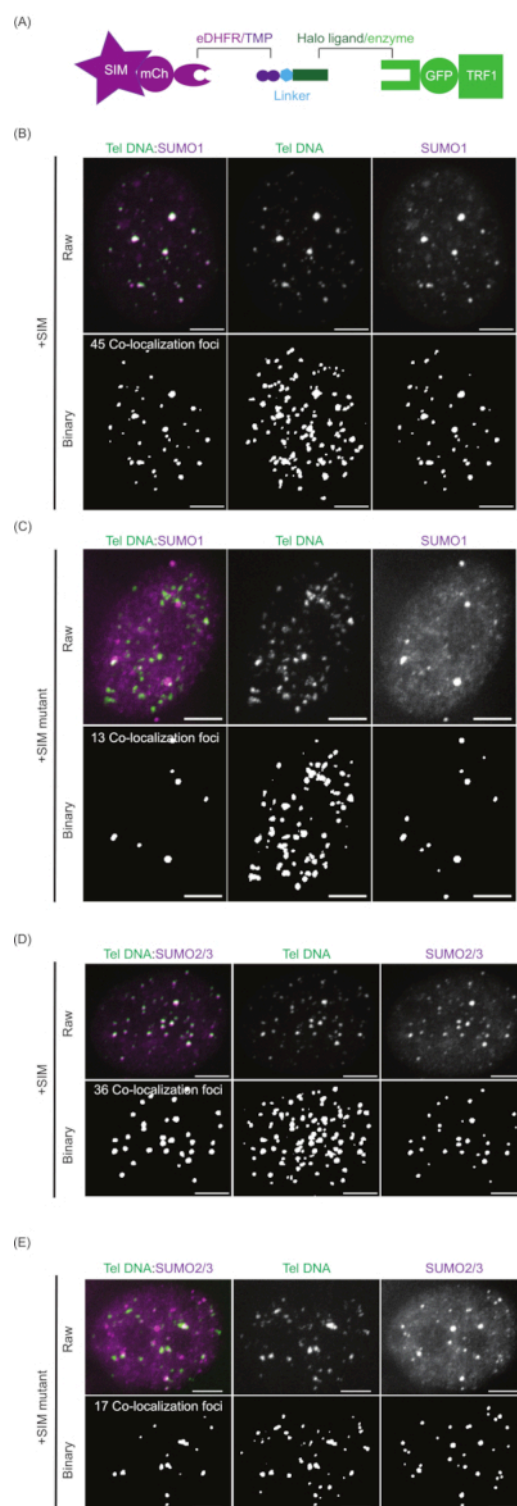 (A)
eDHFR/TMP
Halo ligand/enzyme
SIM
mCh
GFP
TRF1
Linker
(B)
Tel DNA:SUMO1
Tel DNA
SUMO1
+SIM
Raw
45 Co-localization foci
Binary
(C)
Tel DNA:SUMO1
Tel DNA
SUMO1
+SIM mutant
Raw
13 Co-localization foci
Binary
(D)
Tel DNA:SUMO2/3
Tel DNA
SUMO2/3
+SIM
Raw
36 Co-localization foci
Binary
(E)
Tel DNA:SUMO2/3
Tel DNA
SUMO2/3
+SIM mutant
Raw
17 Co-localization foci
Binary